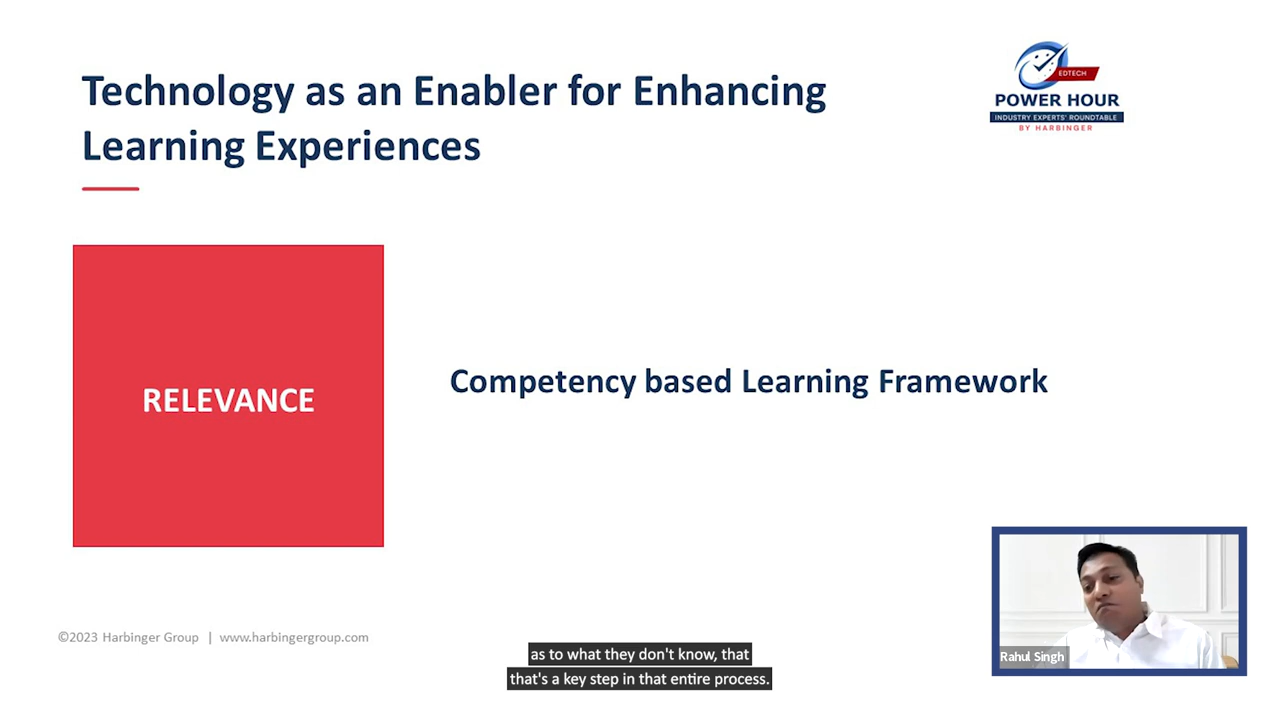 Technology as an Enabler for Enhancing
Learning Experiences
EDTECH
POWER HOUR
INDUSTRY EXPERTS' ROUNDTABLE
BY HARBINGER
RELEVANCE
Competency based Learning Framework
Rahul Singh
©2023 Harbinger Group | www.harbingergroup.com
as to what they don't know, that
that's a key step in that entire process.